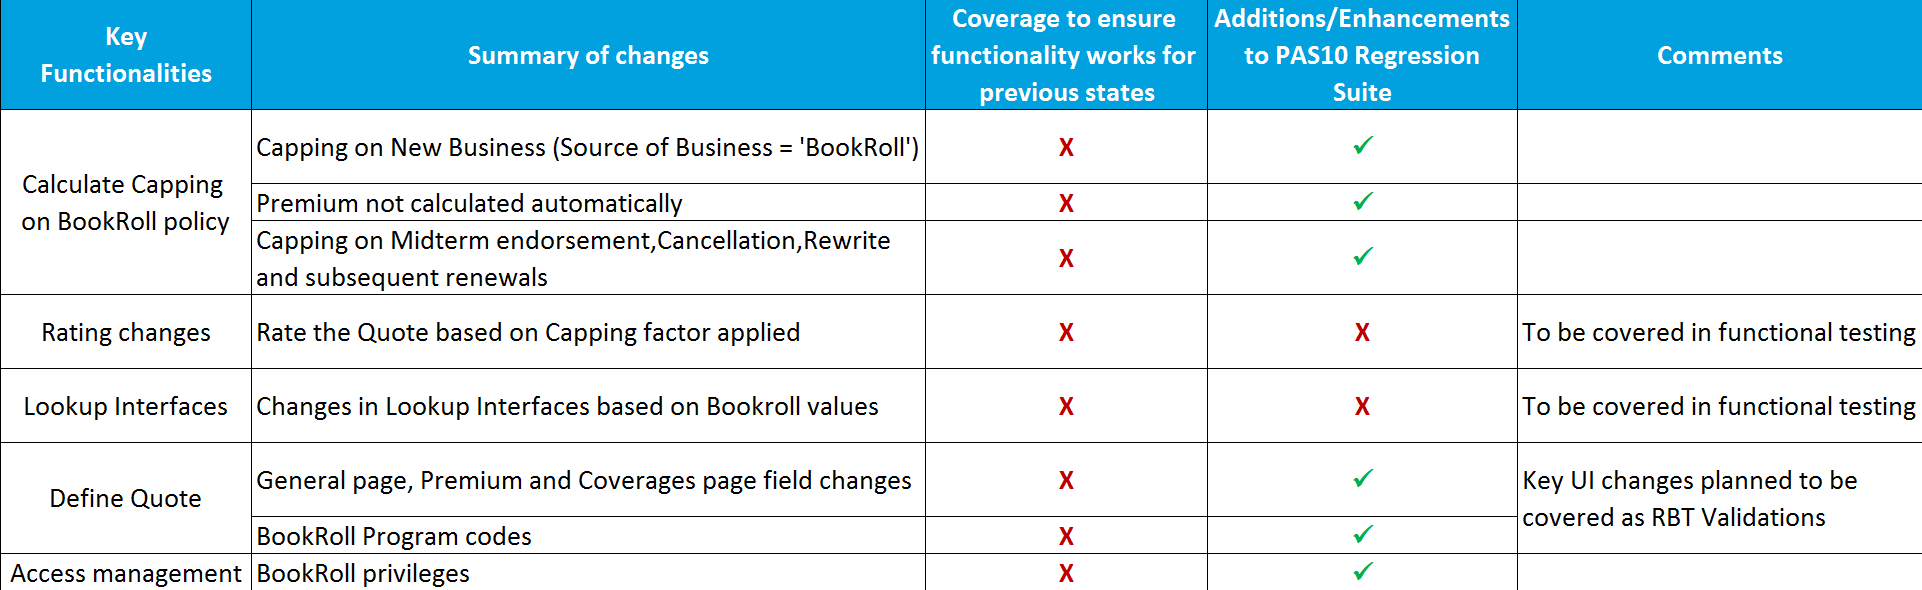 Key
Functionalities
Summary of changes
Coverage to ensure
functionality works for
previous states
Additions/Enhancements
to PAS10 Regression
Suite
Comments
Calculate Capping
on BookRoll policy
Capping on New Business (Source of Business = 'BookRoll')
X
✓
Premium not calculated automatically
X
✓
Capping on Midterm endorsement,Cancellation,Rewrite
and subsequent renewals
X
✓
Rating changes
Rate the Quote based on Capping factor applied
X
X
To be covered in functional testing
Lookup Interfaces
Changes in Lookup Interfaces based on Bookroll values
X
X
To be covered in functional testing
Define Quote
General page, Premium and Coverages page field changes
X
✓
Key UI changes planned to be
covered as RBT Validations
BookRoll Program codes
X
✓
Access management
BookRoll privileges
X
✓